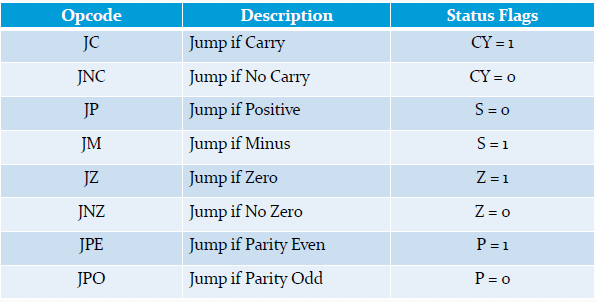 Opcode Description Status Flags
JC Jump if Carry CY = 1
JNC Jump if No Carry CY = 0
JP Jump if Positive S = 0
JM Jump if Minus S = 1
JZ Jump if Zero Z = 1
JNZ Jump if No Zero Z = 0
JPE Jump if Parity Even P = 1
JPO Jump if Parity Odd P = 0